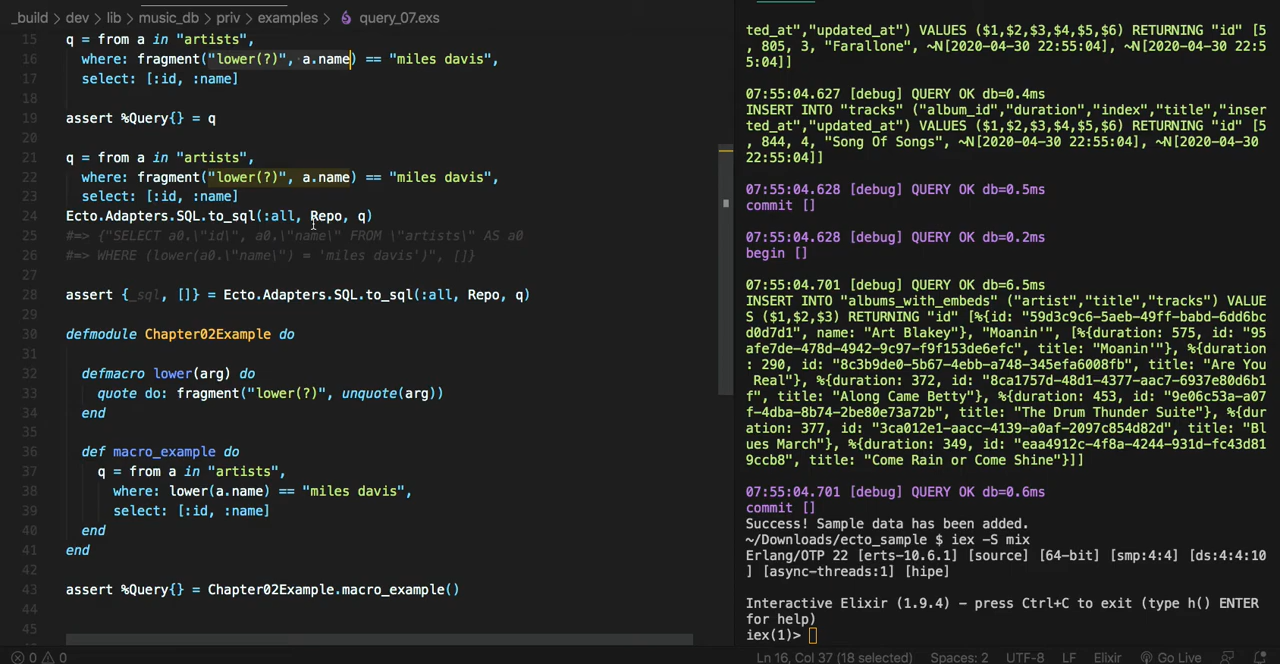 _build > dev > lib > music_db > priv > examples > query_07.exs
15 q = from a in "artists",
16 where: fragment("lower(?)", a.name) == "miles davis",
17 select: [:id, :name]
18
19 assert %Query{} = q
20
21 q = from a in "artists",
22 where: fragment("lower(?)", a.name) == "miles davis",
23 select: [:id, :name]
24 Ecto.Adapters.SQL.to_sql(:all, Repo, q)
25 #=> {"SELECT a0.\"id\", a0.\"name\" FROM \"artists\" AS a0
26 #=> WHERE (lower(a0.\"name\") = 'miles davis')", []}
27
28 assert {_sql, []} = Ecto.Adapters.SQL.to_sql(:all, Repo, q)
29
30 defmodule Chapter02Example do
31
32 defmacro lower(arg) do
33 quote do: fragment("lower(?)", unquote(arg))
34 end
35
36 def macro_example do
37 q = from a in "artists",
38 where: lower(a.name) == "miles davis",
39 select: [:id, :name]
40 end
41 end
42
43 assert %Query{} = Chapter02Example.macro_example()
44
45
ted_at","updated_at") VALUES ($1,$2,$3,$4,$5,$6) RETURNING "id" [5
, 805, 3, "Farallone", ~N[2020-04-30 22:55:04], ~N[2020-04-30 22:5
5:04]]
07:55:04.627 [debug] QUERY OK db=0.4ms
INSERT INTO "tracks" ("album_id","duration","index","title","inser
ted_at","updated_at") VALUES ($1,$2,$3,$4,$5,$6) RETURNING "id" [5
, 844, 4, "Song Of Songs", ~N[2020-04-30 22:55:04], ~N[2020-04-30
22:55:04]]
07:55:04.628 [debug] QUERY OK db=0.5ms
commit []
07:55:04.628 [debug] QUERY OK db=0.2ms
begin []
07:55:04.701 [debug] QUERY OK db=6.5ms
INSERT INTO "albums_with_embeds" ("artist","title","tracks") VALUE
S ($1,$2,$3) RETURNING "id" [%{id: "59d3c9c6-5aeb-49ff-babd-6dd6bc
d0d7d1", name: "Art Blakey"}, "Moanin'", [%{duration: 575, id: "95
afe7de-478d-4942-9c97-f9f153de6efc", title: "Moanin'"}, %{duration
: 290, id: "8c3b9de0-5b67-4ebb-a748-345efa6008fb", title: "Are You
Real"}, %{duration: 372, id: "8ca1757d-48d1-4377-aac7-6937e80d6b1
f", title: "Along Came Betty"}, %{duration: 453, id: "9e06c53a-a07
f-4dba-8b74-2be80e73a72b", title: "The Drum Thunder Suite"}, %{dur
ation: 377, id: "3ca012e1-aacc-4139-a0af-2097c854d82d", title: "Bl
ues March"}, %{duration: 349, id: "eaa4912c-4f8a-4244-931d-fc43d81
9ccb8", title: "Come Rain or Come Shine"}]]
07:55:04.701 [debug] QUERY OK db=0.6ms
commit []
Success! Sample data has been added.
~/Downloads/ecto_sample $ iex -S mix
Erlang/OTP 22 [erts-10.6.1] [source] [64-bit] [smp:4:4] [ds:4:4:10
] [async-threads:1] [hipe]
Interactive Elixir (1.9.4) - press Ctrl+C to exit (type h() ENTER
for help)
iex(1)>
0 0 Ln 16, Col 37 (18 selected) Spaces: 2 UTF-8 LF Elixir Go Live